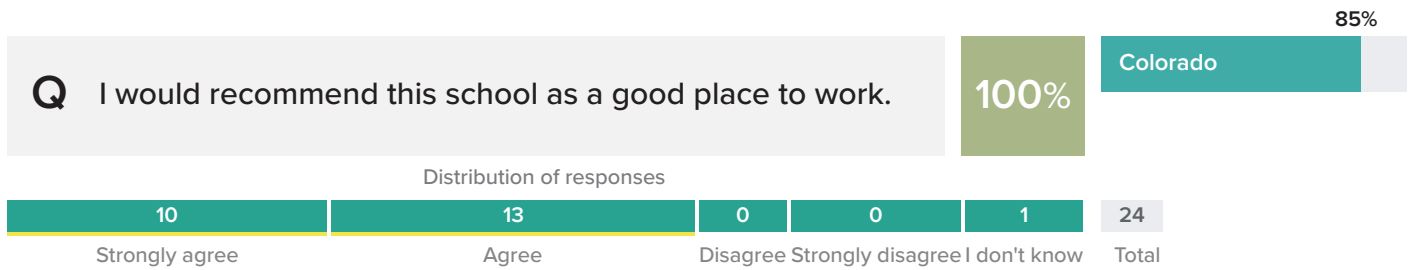 85%
Q I would recommend this school as a good place to work.
100%
Colorado
Distribution of responses
10 13 0 0 1 24
Strongly agree Agree Disagree Strongly disagree I don't know Total